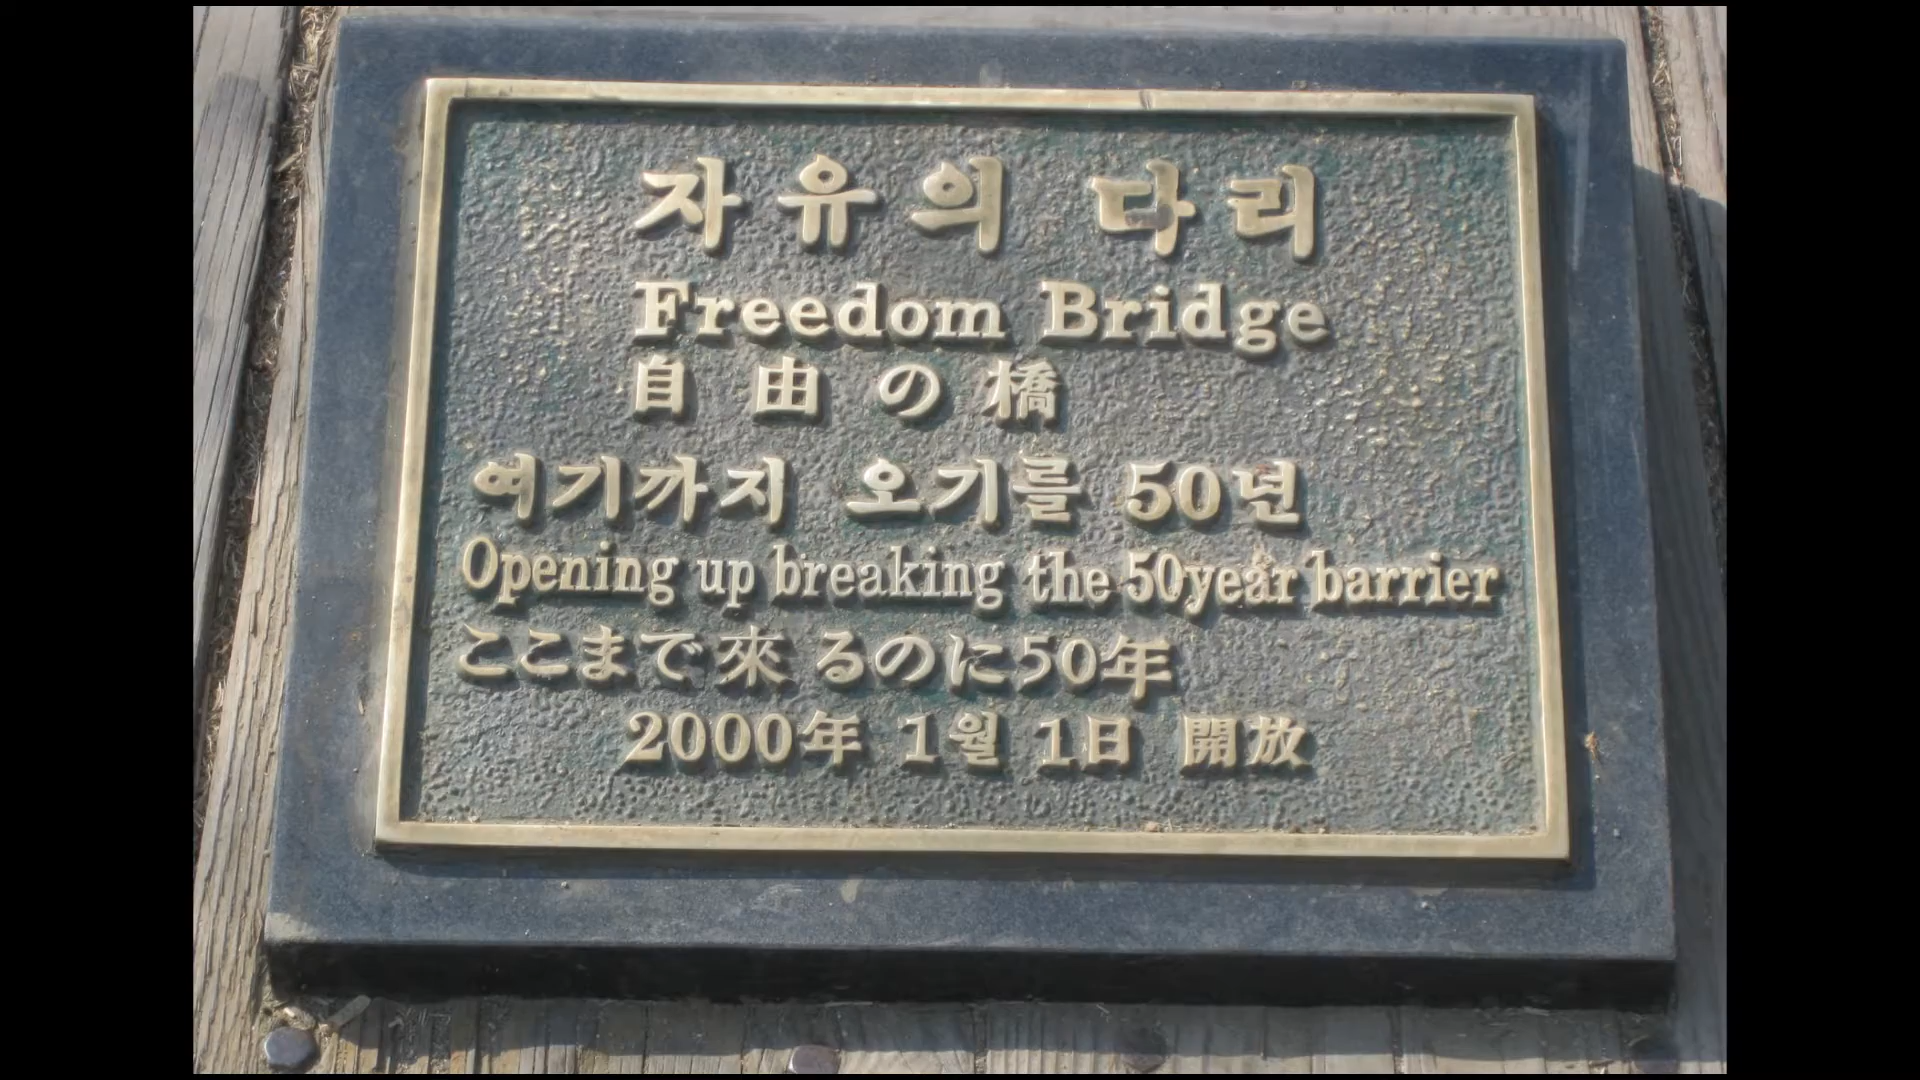 자유의 다리
Freedom Bridge
自由の橋
여기까지 오기를 50년
Opening up breaking the 50year barrier
ここまで來るのに50年
2000年 1월 1日 開放